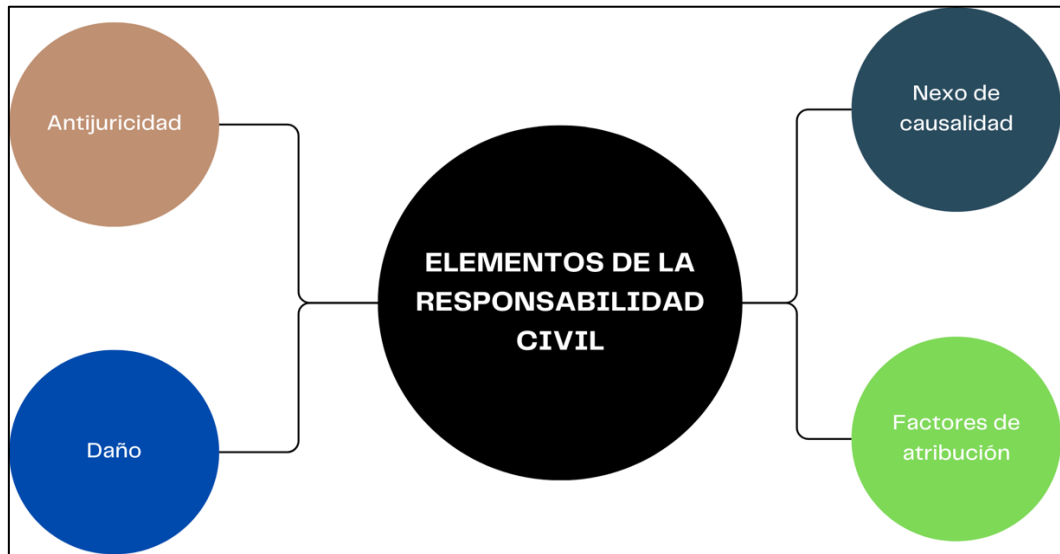 Antijuricidad
Daño
ELEMENTOS DE LA
RESPONSABILIDAD
CIVIL
Nexo de
causalidad
Factores de
atribución